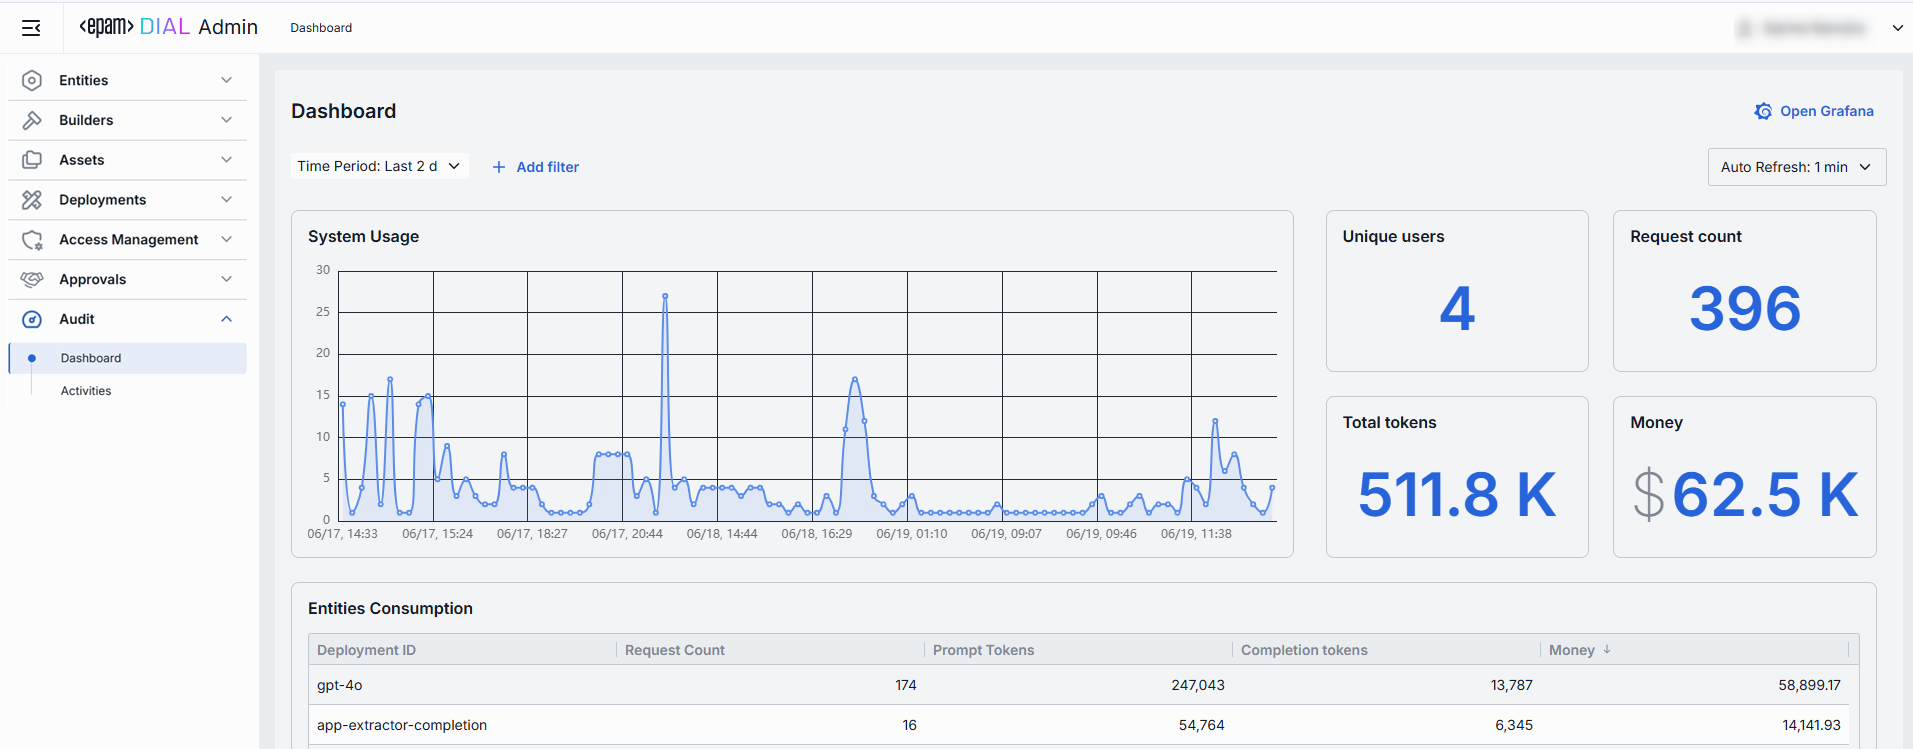 <epam> DIAL Admin
Dashboard
Entities
Builders
Assets
Deployments
Access Management
Approvals
Audit
Dashboard
Activities
Dashboard
Open Grafana
Time Period: Last 2 d
+ Add filter
Auto Refresh: 1 min
System Usage
30
25
20
15
10
5
0
06/17, 14:33 06/17, 15:24 06/17, 18:27 06/17, 20:44 06/18, 14:44 06/18, 16:29 06/19, 01:10 06/19, 09:07 06/19, 09:46 06/19, 11:38
Unique users
4
Request count
396
Total tokens
511.8 K
Money
$62.5 K
Entities Consumption
Deployment ID Request Count Prompt Tokens Completion tokens Money ↓
gpt-4o 174 247,043 13,787 58,899.17
app-extractor-completion 16 54,764 6,345 14,141.93